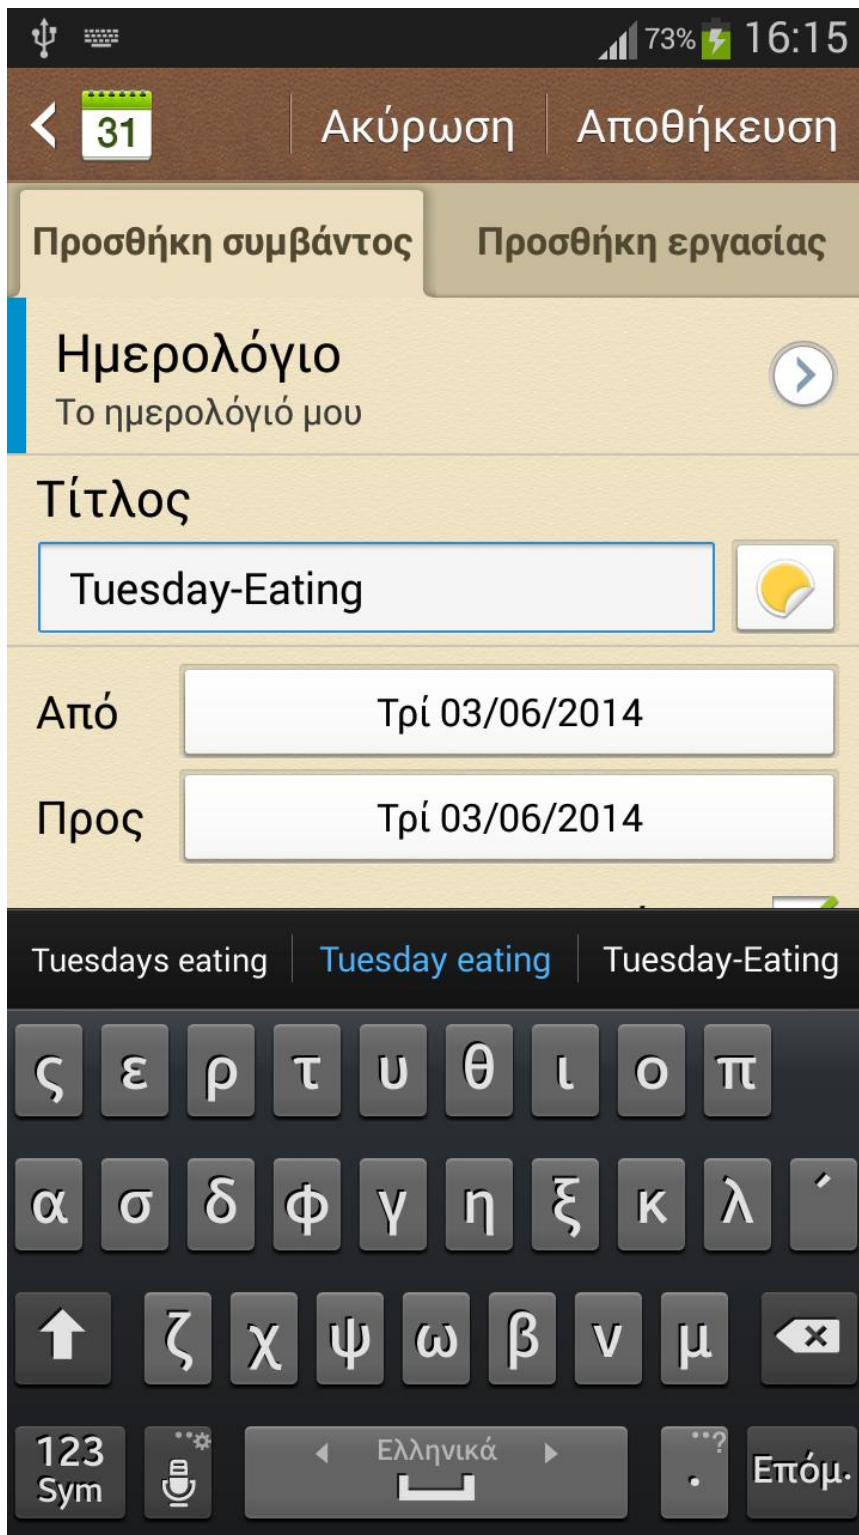 73% 16:15
31 Ακύρωση Αποθήκευση
Προσθήκη συμβάντος Προσθήκη εργασίας
Ημερολόγιο
Το ημερολόγιό μου
Τίτλος
Tuesday-Eating
Από Τρί 03/06/2014
Προς Τρί 03/06/2014
Tuesdays eating Tuesday eating Tuesday-Eating
ς ε ρ τ υ θ ι ο π
α σ δ φ γ η ξ κ λ ΄
ζ χ ψ ω β ν μ
123 Ελληνικά ..?
Sym . Επόμ.